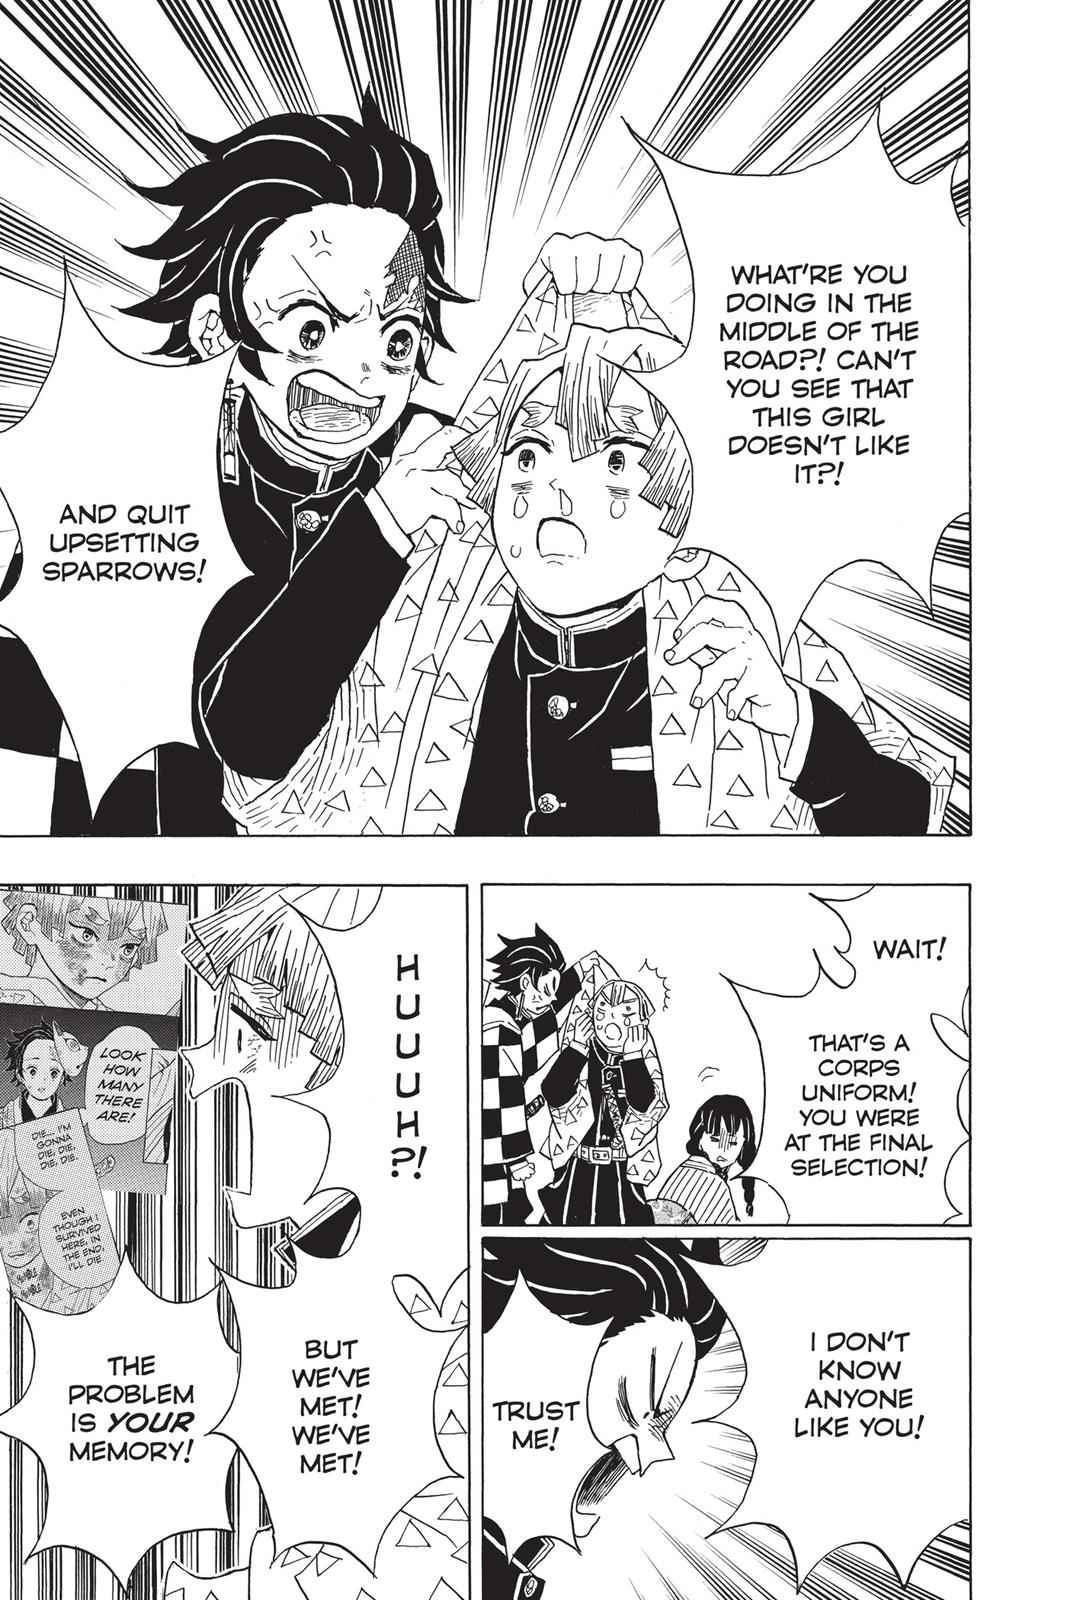 WHAT'RE YOU
DOING IN THE
MIDDLE OF THE
ROAD?! CAN'T
YOU SEE THAT
THIS GIRL
DOESN'T LIKE
IT?!
AND QUIT
UPSETTING
SPARROWS!
WAIT!
THAT'S A
CORPS
UNIFORM!
YOU WERE
AT THE FINAL
SELECTION!
I DON'T
KNOW
ANYONE
LIKE YOU!
TRUST
ME!
HUUUH?!
LOOK
HOW
MANY
THERE
ARE!
DIE... I'M
GONNA
DIE, DIE,
DIE, DIE.
EVEN
THOUGH I
SURVIVED
HERE, IN
THE END,
I'LL DIE
BUT
WE'VE
MET!
WE'VE
MET!
THE
PROBLEM
IS YOUR
MEMORY!